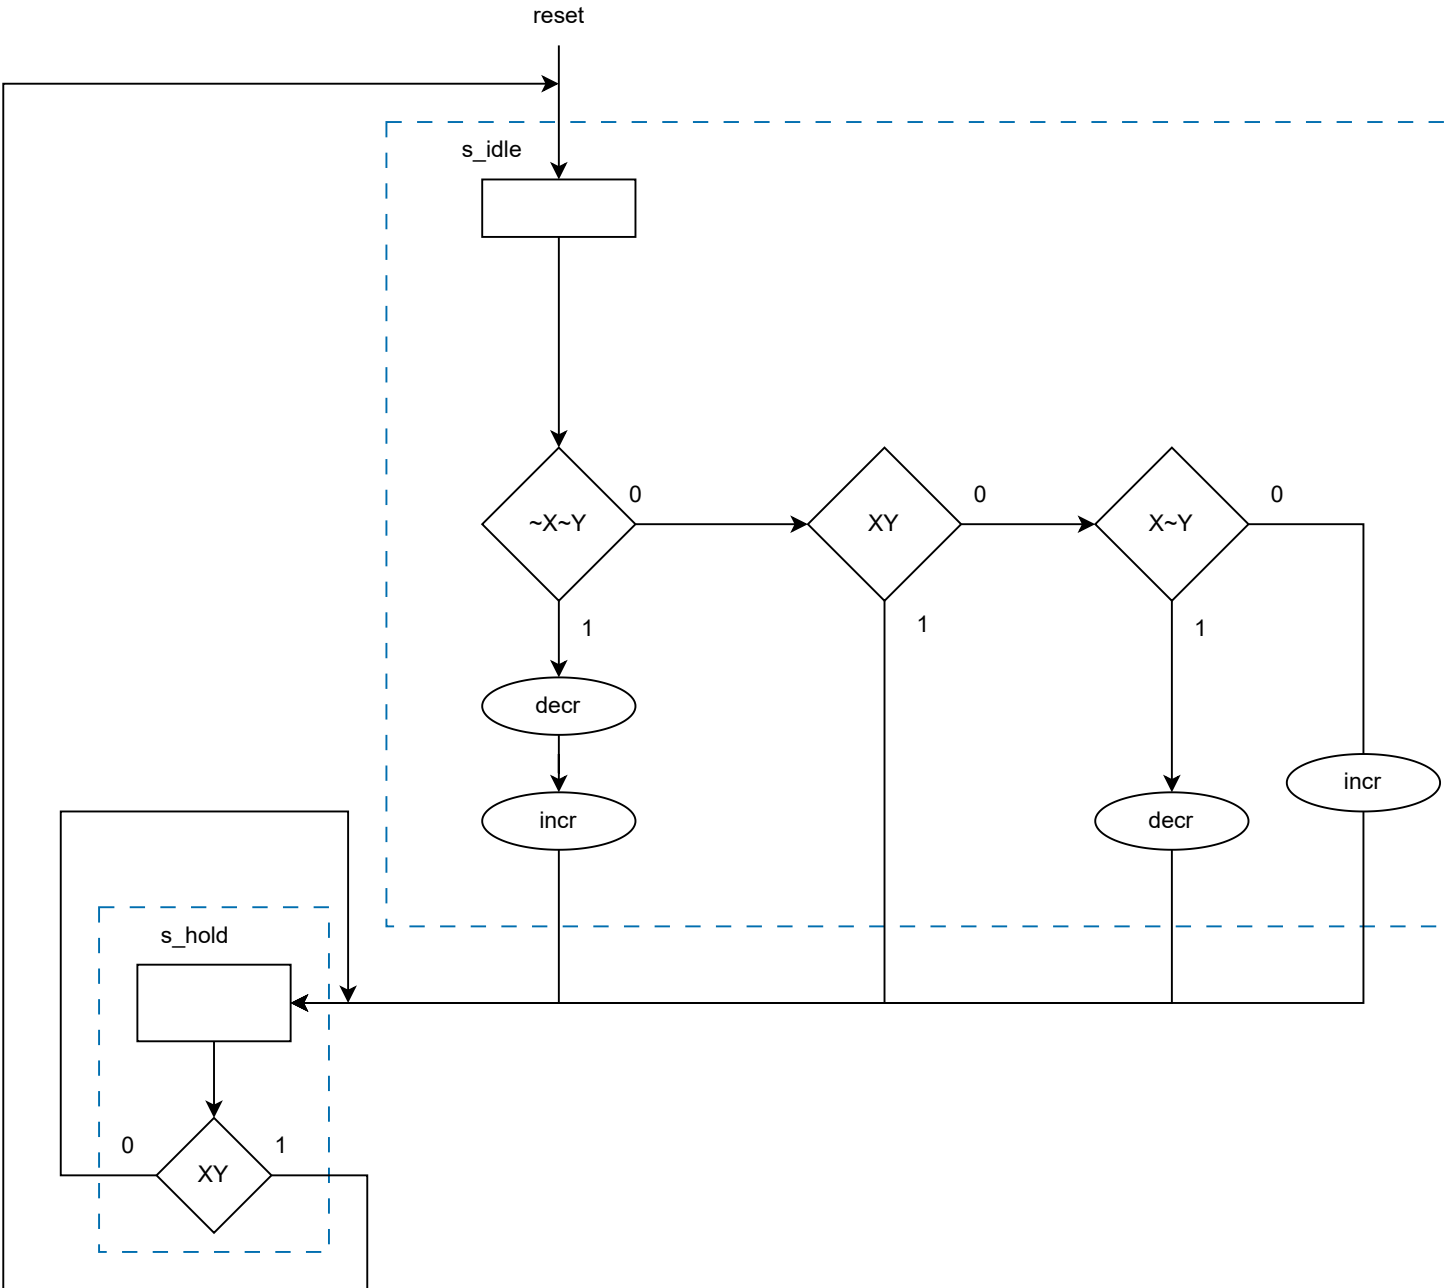 reset
s_idle
~X~Y
0
XY
0
X~Y
0
1
1
1
decr
incr
decr
incr
s_hold
0
1
XY